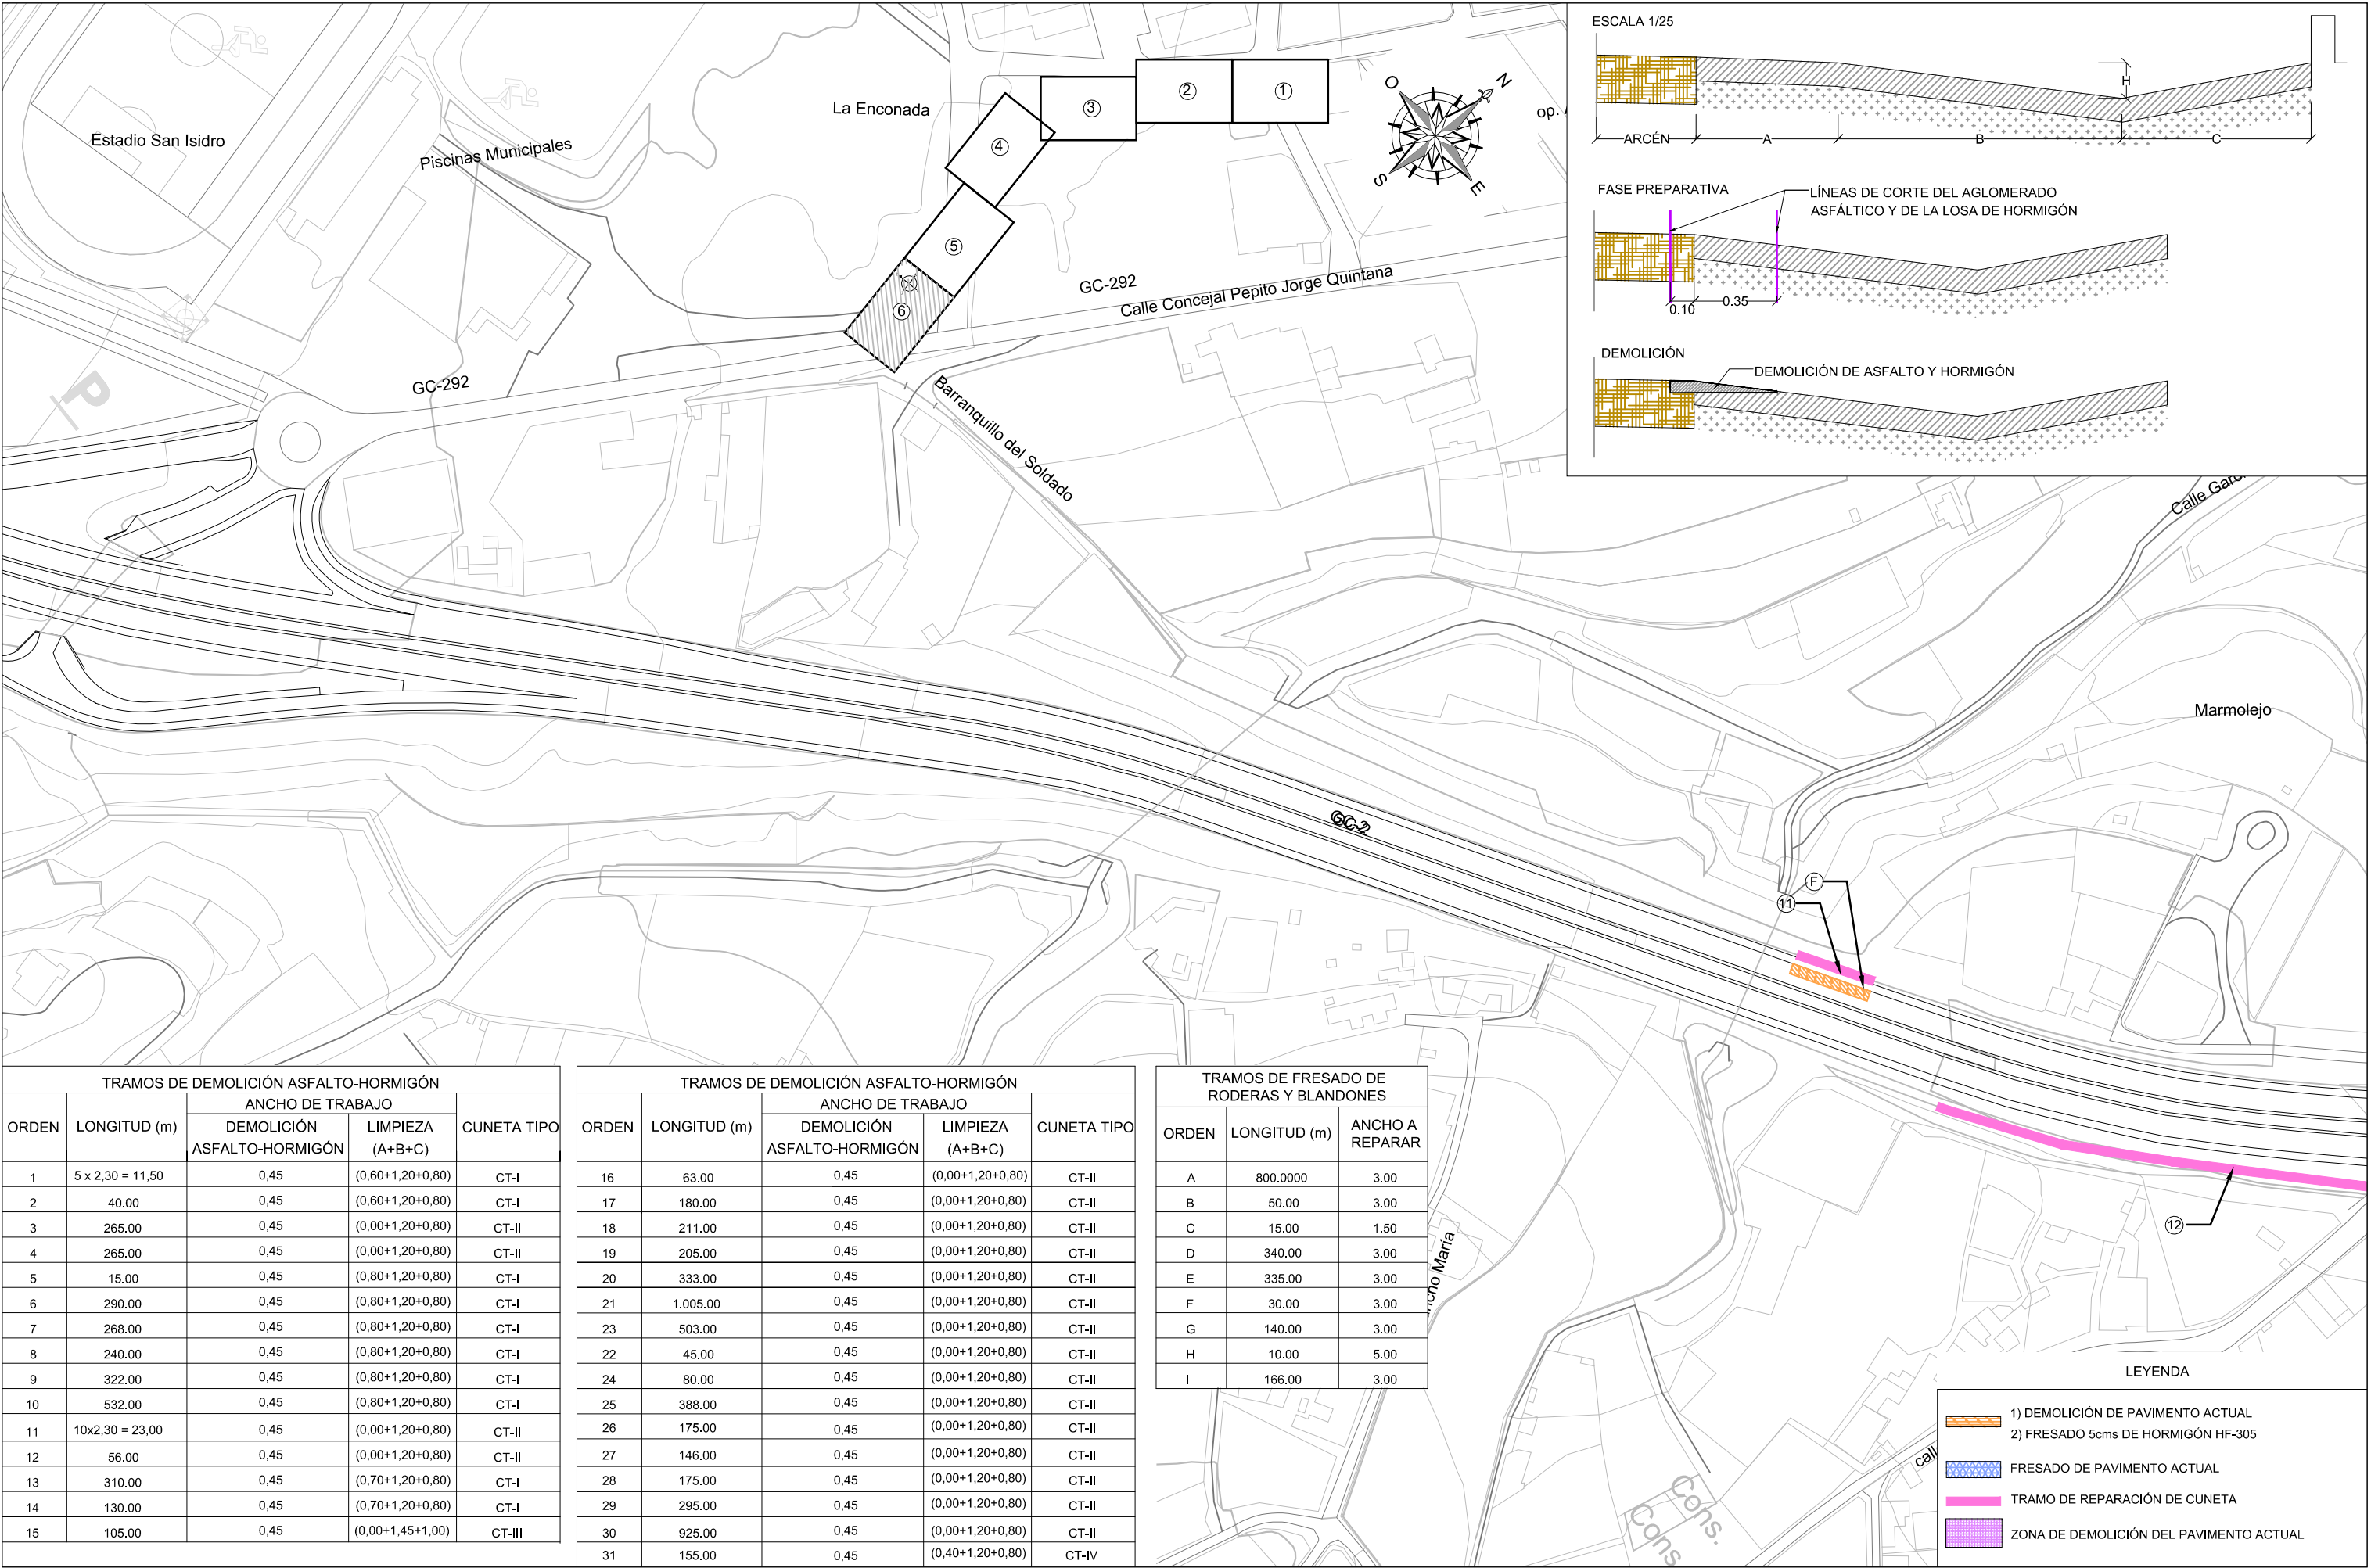 Estadio San Isidro
Piscinas Municipales
La Enconada
1
2
3
4
5
6
O
N
S
E
op.
GC-292
Calle Concejal Pepito Jorge Quintana
GC-292
Barranquillo del Soldado
P
GC-2
Calle
Marmolejo
F
11
12
Cons.
Cons
ESCALA 1/25
H
ARCÉN
A
B
C
FASE PREPARATIVA
LÍNEAS DE CORTE DEL AGLOMERADO
ASFÁLTICO Y DE LA LOSA DE HORMIGÓN
0.10
0.35
DEMOLICIÓN
DEMOLICIÓN DE ASFALTO Y HORMIGÓN
TRAMOS DE DEMOLICIÓN ASFALTO-HORMIGÓN
ORDEN LONGITUD (m) ANCHO DE TRABAJO CUNETA TIPO
DEMOLICIÓN ASFALTO-HORMIGÓN LIMPIEZA (A+B+C)
1 5 x 2,30 = 11,50 0,45 (0,60+1,20+0,80) CT-I
2 40.00 0,45 (0,60+1,20+0,80) CT-I
3 265.00 0,45 (0,00+1,20+0,80) CT-II
4 265.00 0,45 (0,00+1,20+0,80) CT-II
5 15.00 0,45 (0,80+1,20+0,80) CT-I
6 290.00 0,45 (0,80+1,20+0,80) CT-I
7 268.00 0,45 (0,80+1,20+0,80) CT-I
8 240.00 0,45 (0,80+1,20+0,80) CT-I
9 322.00 0,45 (0,80+1,20+0,80) CT-I
10 532.00 0,45 (0,80+1,20+0,80) CT-I
11 10x2,30 = 23,00 0,45 (0,00+1,20+0,80) CT-II
12 56.00 0,45 (0,00+1,20+0,80) CT-II
13 310.00 0,45 (0,70+1,20+0,80) CT-I
14 130.00 0,45 (0,70+1,20+0,80) CT-I
15 105.00 0,45 (0,00+1,45+1,00) CT-III
TRAMOS DE DEMOLICIÓN ASFALTO-HORMIGÓN
ORDEN LONGITUD (m) ANCHO DE TRABAJO CUNETA TIPO
DEMOLICIÓN ASFALTO-HORMIGÓN LIMPIEZA (A+B+C)
16 63.00 0,45 (0,00+1,20+0,80) CT-II
17 180.00 0,45 (0,00+1,20+0,80) CT-II
18 211.00 0,45 (0,00+1,20+0,80) CT-II
19 205.00 0,45 (0,00+1,20+0,80) CT-II
20 333.00 0,45 (0,00+1,20+0,80) CT-II
21 1.005.00 0,45 (0,00+1,20+0,80) CT-II
23 503.00 0,45 (0,00+1,20+0,80) CT-II
22 45.00 0,45 (0,00+1,20+0,80) CT-II
24 80.00 0,45 (0,00+1,20+0,80) CT-II
25 388.00 0,45 (0,00+1,20+0,80) CT-II
26 175.00 0,45 (0,00+1,20+0,80) CT-II
27 146.00 0,45 (0,00+1,20+0,80) CT-II
28 175.00 0,45 (0,00+1,20+0,80) CT-II
29 295.00 0,45 (0,00+1,20+0,80) CT-II
30 925.00 0,45 (0,00+1,20+0,80) CT-II
31 155.00 0,45 (0,40+1,20+0,80) CT-IV
TRAMOS DE FRESADO DE
RODERAS Y BLANDONES
ORDEN LONGITUD (m) ANCHO A REPARAR
A 800.0000 3.00
B 50.00 3.00
C 15.00 1.50
D 340.00 3.00
E 335.00 3.00
F 30.00 3.00
G 140.00 3.00
H 10.00 5.00
I 166.00 3.00
María
LEYENDA
1) DEMOLICIÓN DE PAVIMENTO ACTUAL
2) FRESADO 5cms DE HORMIGÓN HF-305
FRESADO DE PAVIMENTO ACTUAL
TRAMO DE REPARACIÓN DE CUNETA
ZONA DE DEMOLICIÓN DEL PAVIMENTO ACTUAL